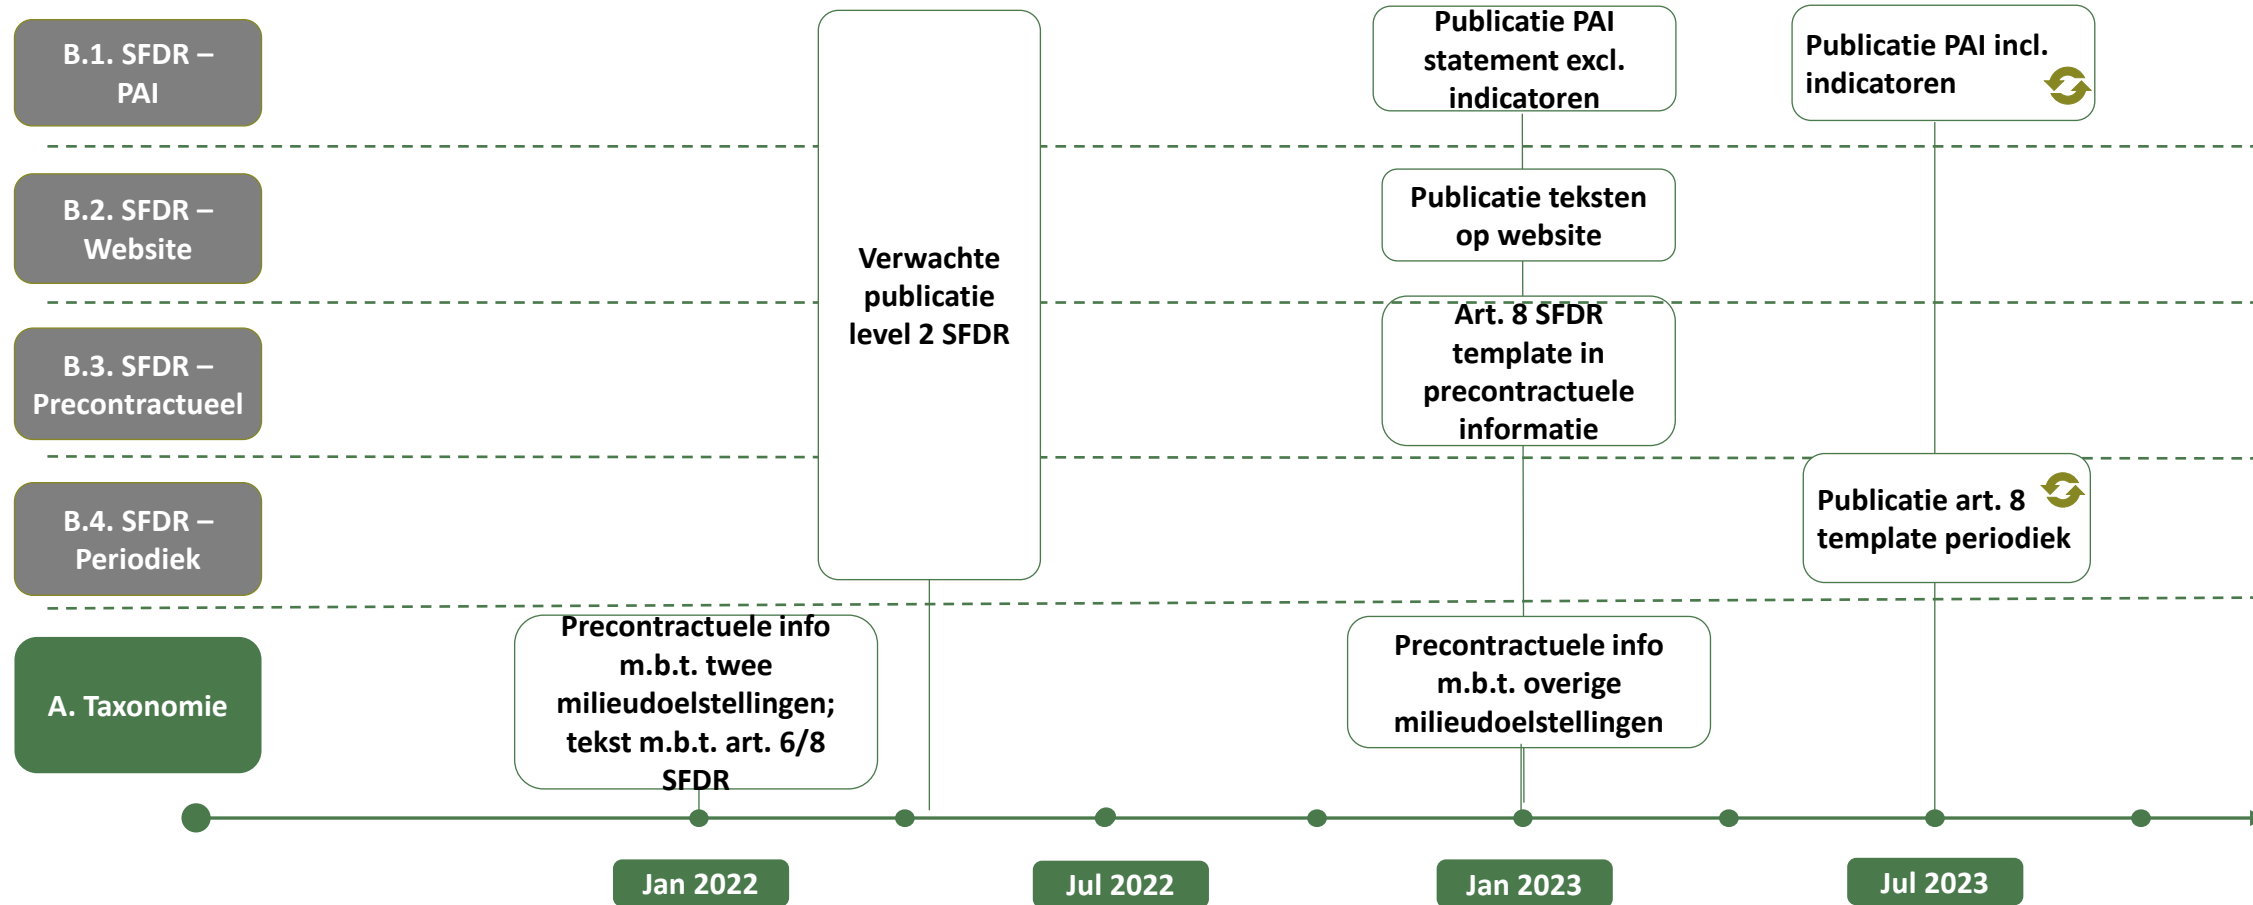 B.1. SFDR –
PAI
Publicatie PAI
statement excl.
indicatoren
Publicatie PAI incl.
indicatoren
B.2. SFDR –
Website
Publicatie teksten
op website
Verwachte
publicatie
level 2 SFDR
B.3. SFDR –
Precontractueel
Art. 8 SFDR
template in
precontractuele
informatie
B.4. SFDR –
Periodiek
Publicatie art. 8
template periodiek
A. Taxonomie
Precontractuele info
m.b.t. twee
milieudoelstellingen;
tekst m.b.t. art. 6/8
SFDR
Precontractuele info
m.b.t. overige
milieudoelstellingen
Jan 2022
Jul 2022
Jan 2023
Jul 2023